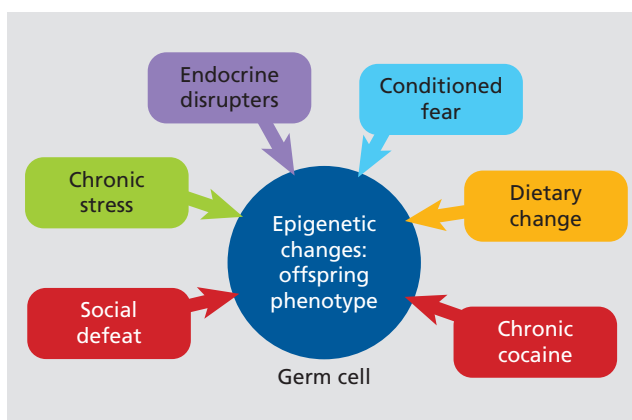 Endocrine
disrupters
Conditioned
fear
Chronic
stress
Dietary
change
Epigenetic
changes:
offspring
phenotype
Social
defeat
Chronic
cocaine
Germ cell